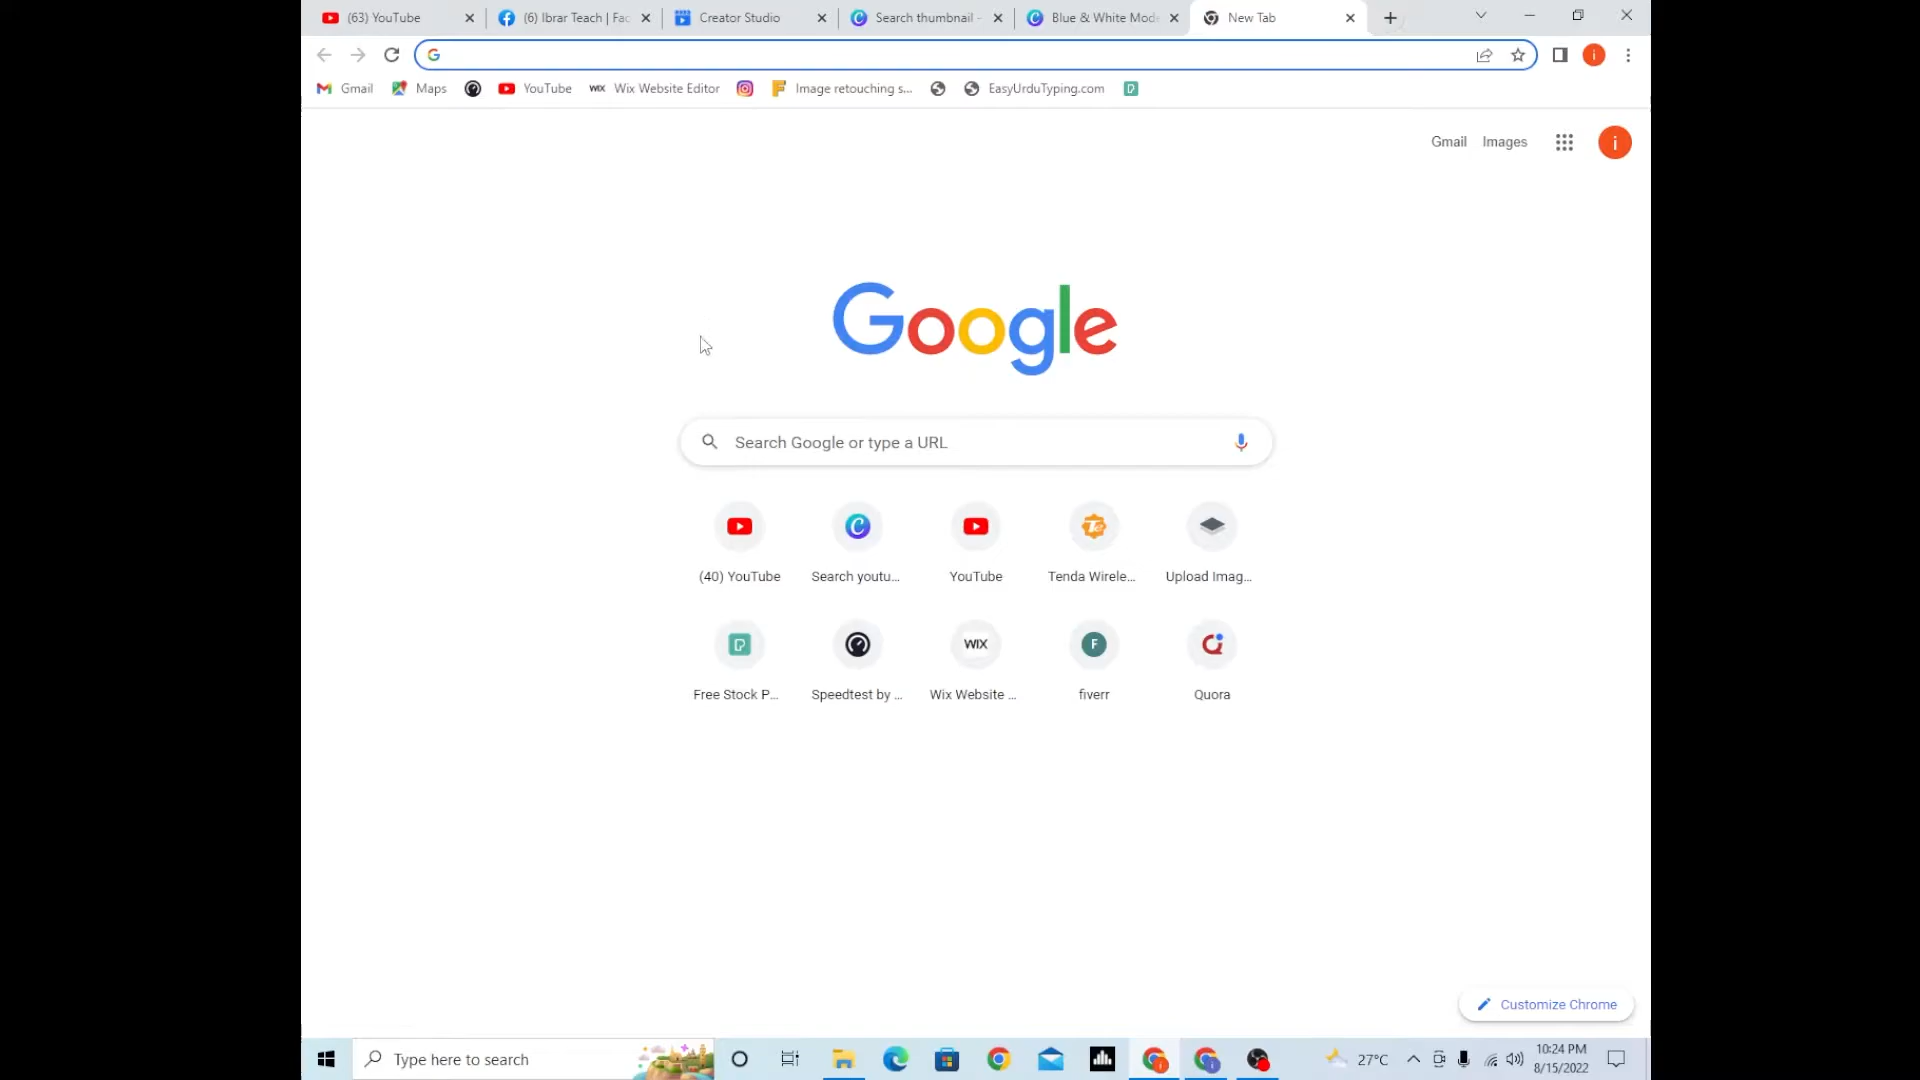 (63) YouTube
(6) Ibrar Teach | Fac
Creator Studio
Search thumbnail -
Blue & White Mode
New Tab
Gmail
Maps
YouTube
WIX
Wix Website Editor
Image retouching s...
EasyUrduTyping.com
Gmail
Images
i
Google
Search Google or type a URL
(40) YouTube
Search youtu...
YouTube
Tenda Wirele...
Upload Imag...
WIX
F
Free Stock P...
Speedtest by ...
Wix Website ...
fiverr
Quora
Customize Chrome
Type here to search
27°C
10:24 PM
8/15/2022